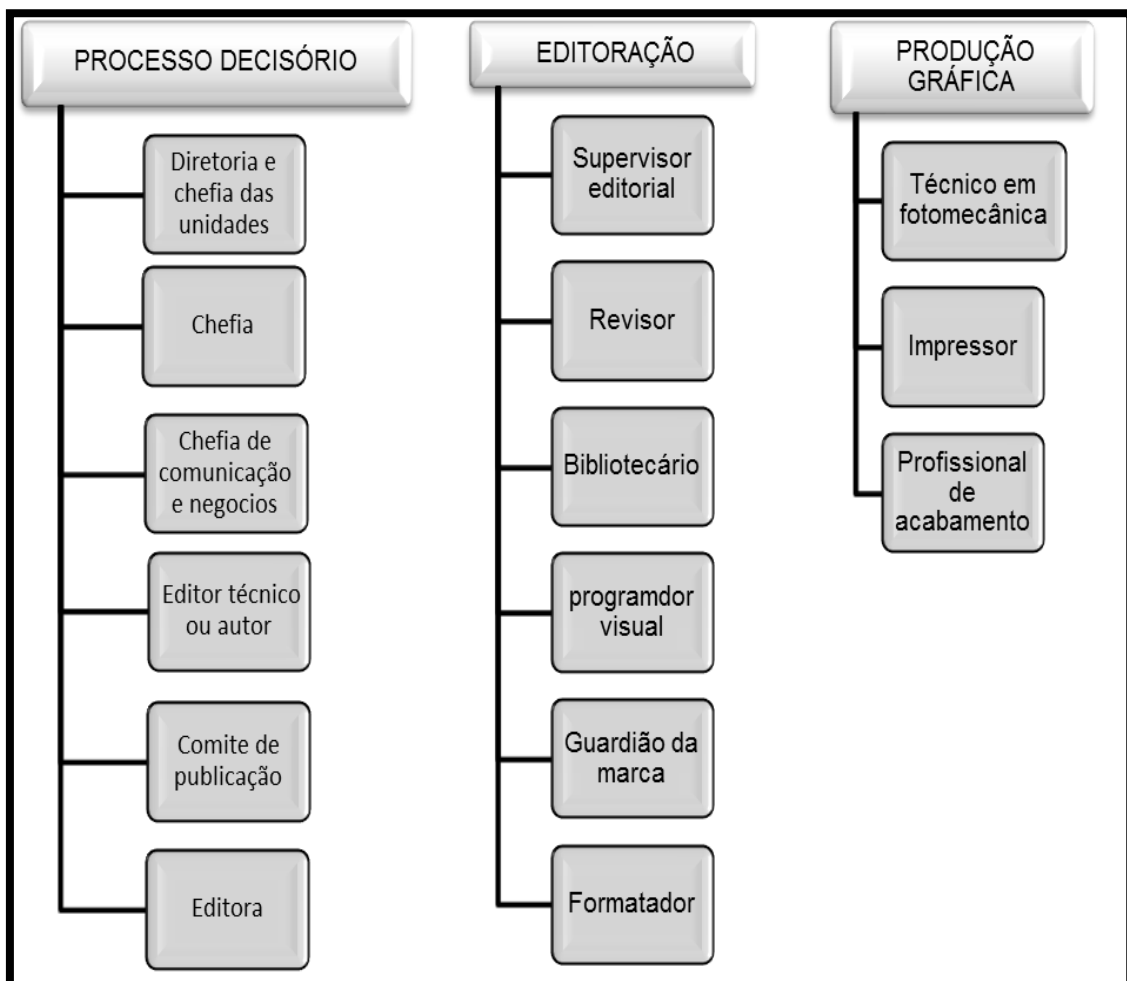 PROCESSO DECISÓRIO
Diretoria e
chefia das
unidades
Chefia
Chefia de
comunicação
e negocios
Editor técnico
ou autor
Comite de
publicação
Editora
EDITORAÇÃO
Supervisor
editorial
Revisor
Bibliotecário
programdor
visual
Guardião da
marca
Formatador
PRODUÇÃO
GRÁFICA
Técnico em
fotomecânica
Impressor
Profissional
de
acabamento